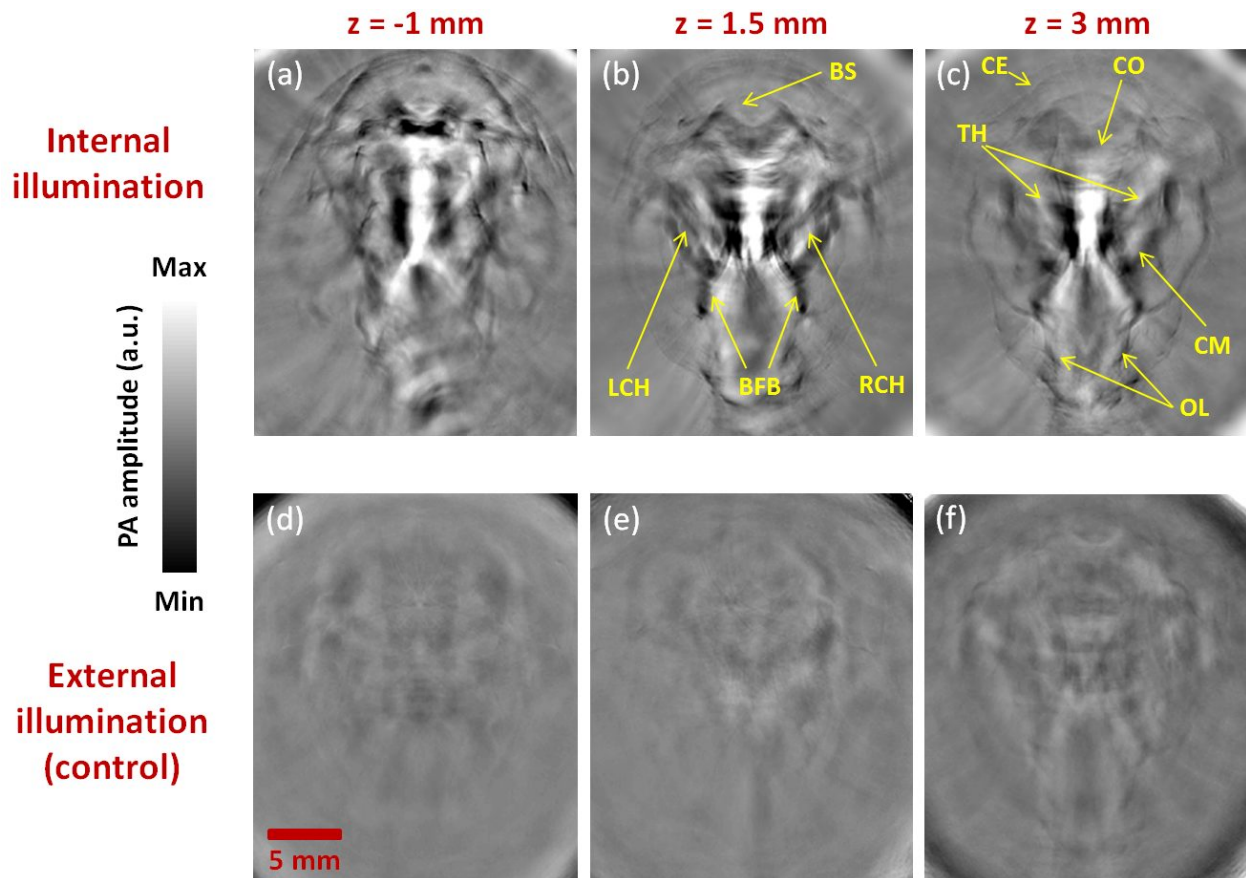 z = -1 mm
z = 1.5 mm
z = 3 mm
Internal
illumination
(a)
(b)
BS
LCH
BFB
RCH
(c)
CE
CO
TH
CM
OL
Max
PA amplitude (a.u.)
Min
External
illumination
(control)
(d)
5 mm
(e)
(f)